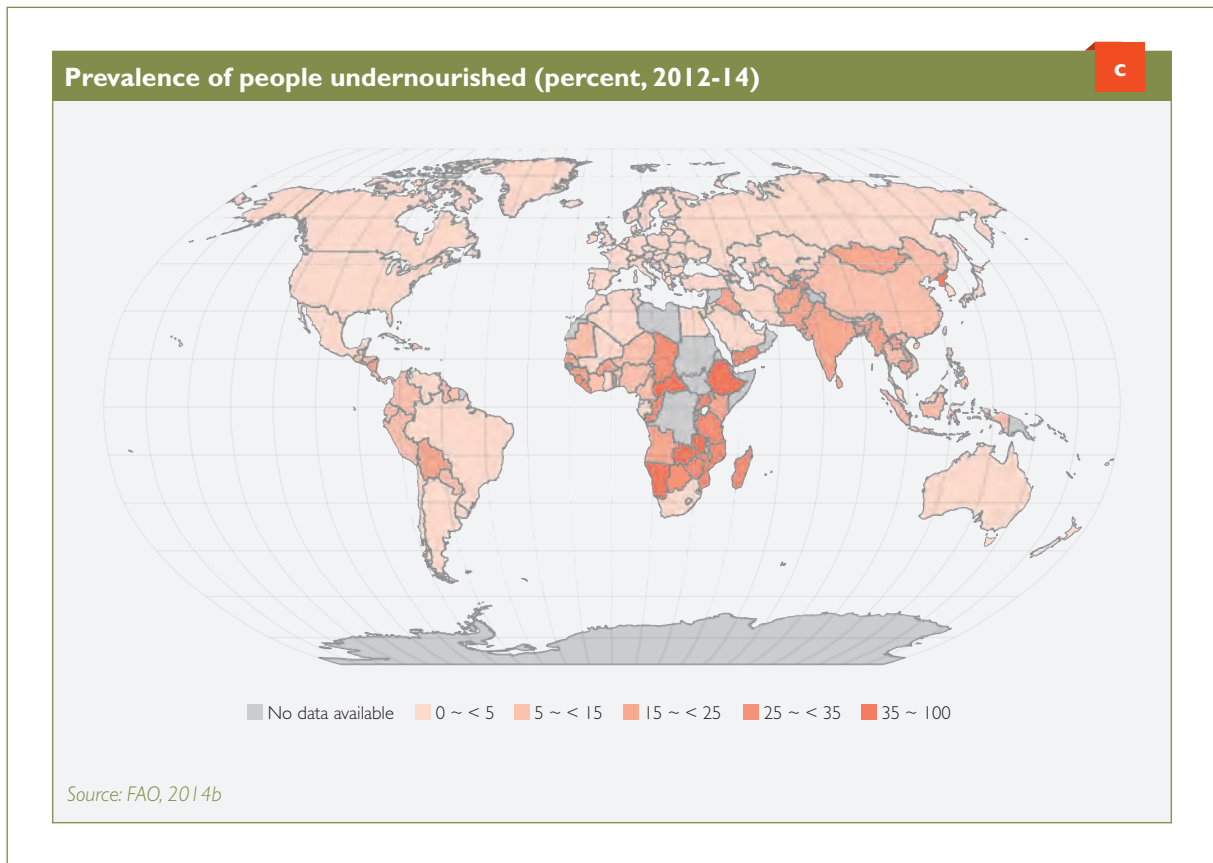 Prevalence of people undernourished (percent, 2012-14)
c
No data available 0 ~ < 5 5 ~ < 15 15 ~ < 25 25 ~ < 35 35 ~ 100
Source: FAO, 2014b